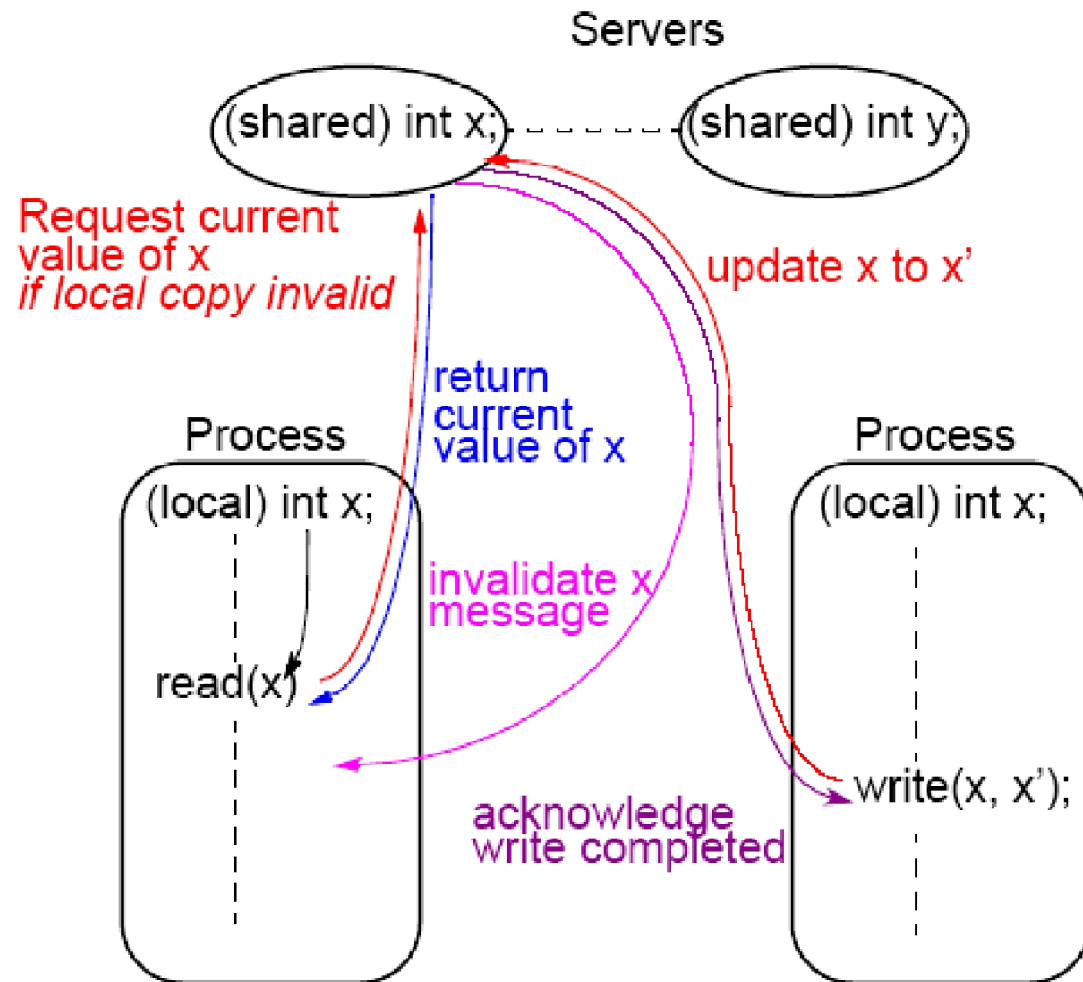 Servers
(shared) int x;
(shared) int y;
Request current
value of x
if local copy invalid
update x to x’
return
current
value of x
Process
Process
(local) int x;
(local) int x;
invalidate x
message
read(x)
write(x, x’);
acknowledge
write completed